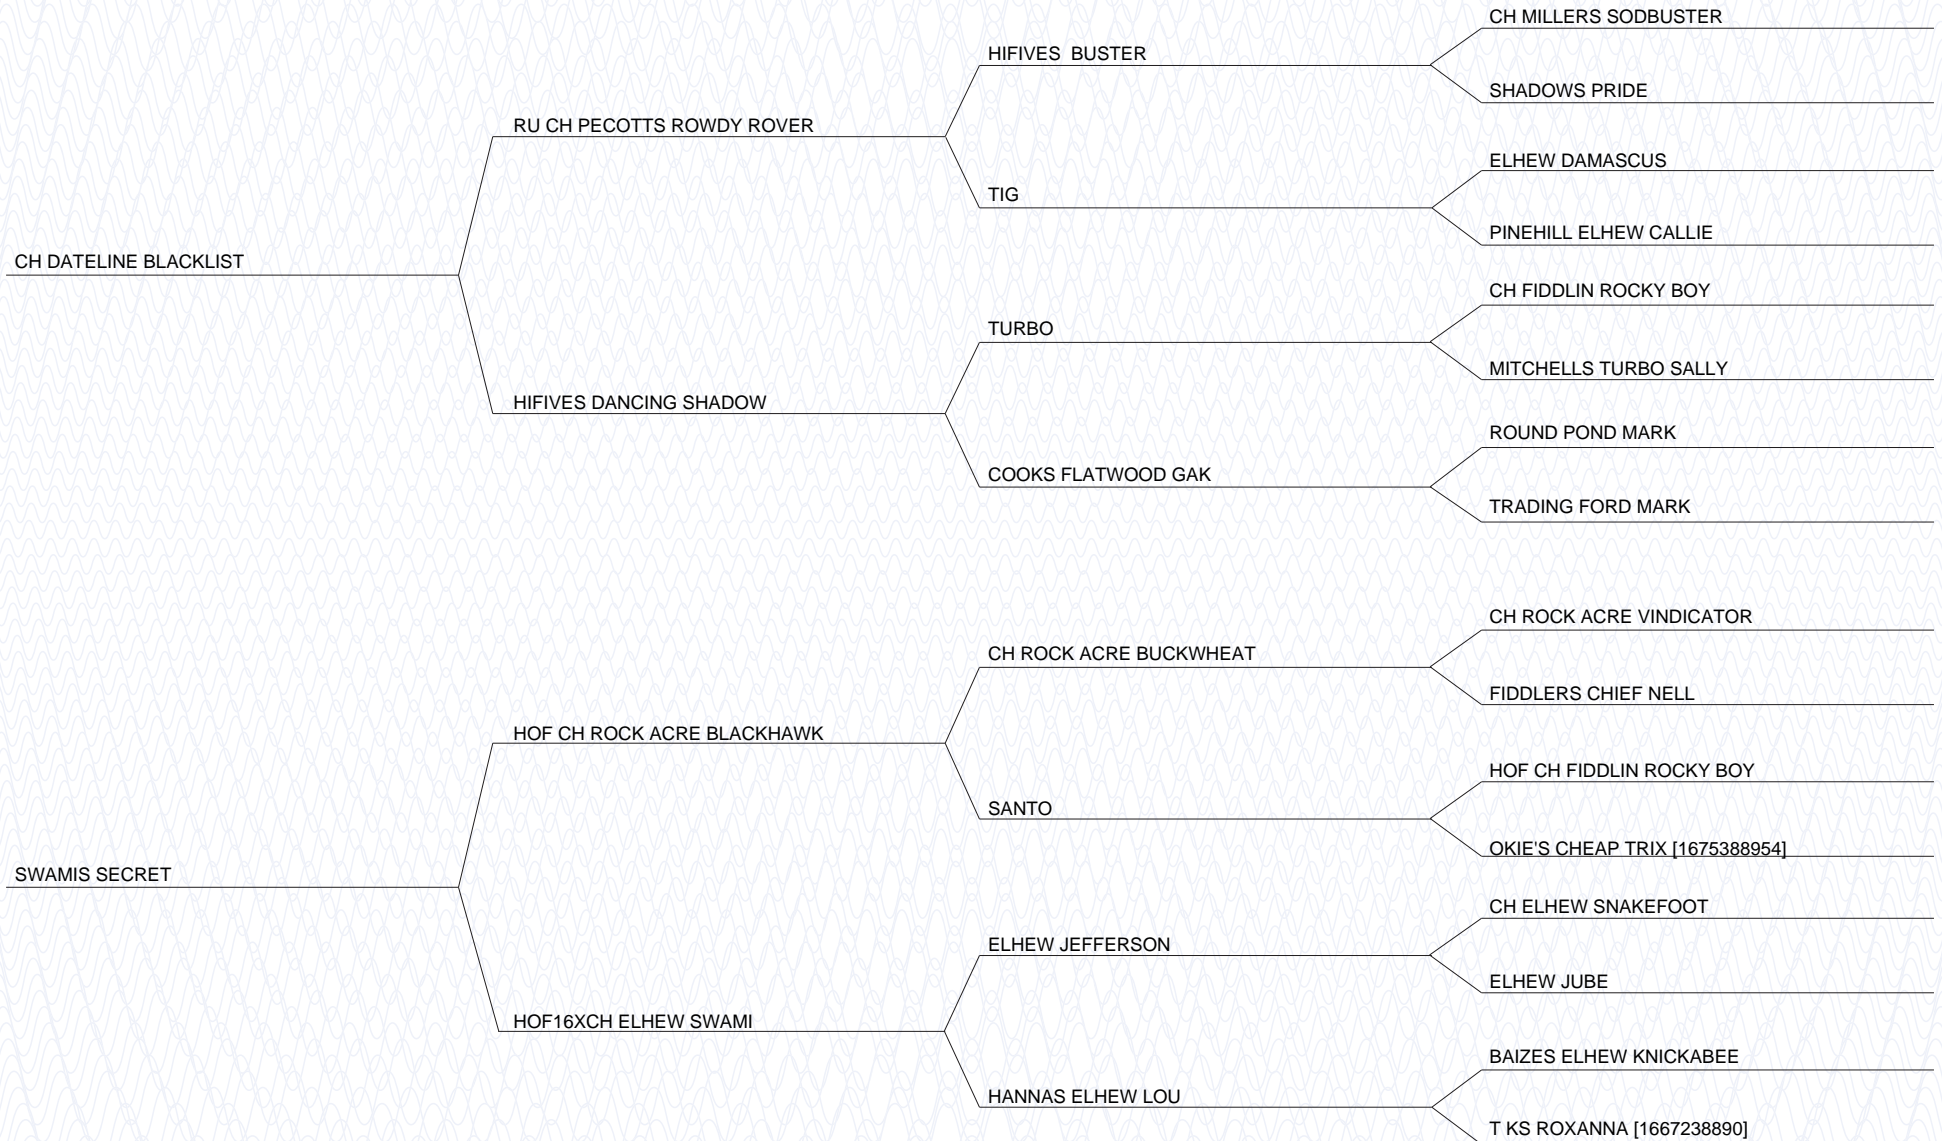 CH MILLERS SODBUSTER
HIFIVES  BUSTER
SHADOWS PRIDE
RU CH PECOTTS ROWDY ROVER
ELHEW DAMASCUS
TIG
PINEHILL ELHEW CALLIE
CH DATELINE BLACKLIST
CH FIDDLIN ROCKY BOY
TURBO
MITCHELLS TURBO SALLY
HIFIVES DANCING SHADOW
ROUND POND MARK
COOKS FLATWOOD GAK
TRADING FORD MARK
CH ROCK ACRE VINDICATOR
CH ROCK ACRE BUCKWHEAT
FIDDLERS CHIEF NELL
HOF CH ROCK ACRE BLACKHAWK
HOF CH FIDDLIN ROCKY BOY
SANTO
OKIE'S CHEAP TRIX [1675388954]
SWAMIS SECRET
CH ELHEW SNAKEFOOT
ELHEW JEFFERSON
ELHEW JUBE
HOF16XCH ELHEW SWAMI
BAIZES ELHEW KNICKABEE
HANNAS ELHEW LOU
T KS ROXANNA [1667238890]